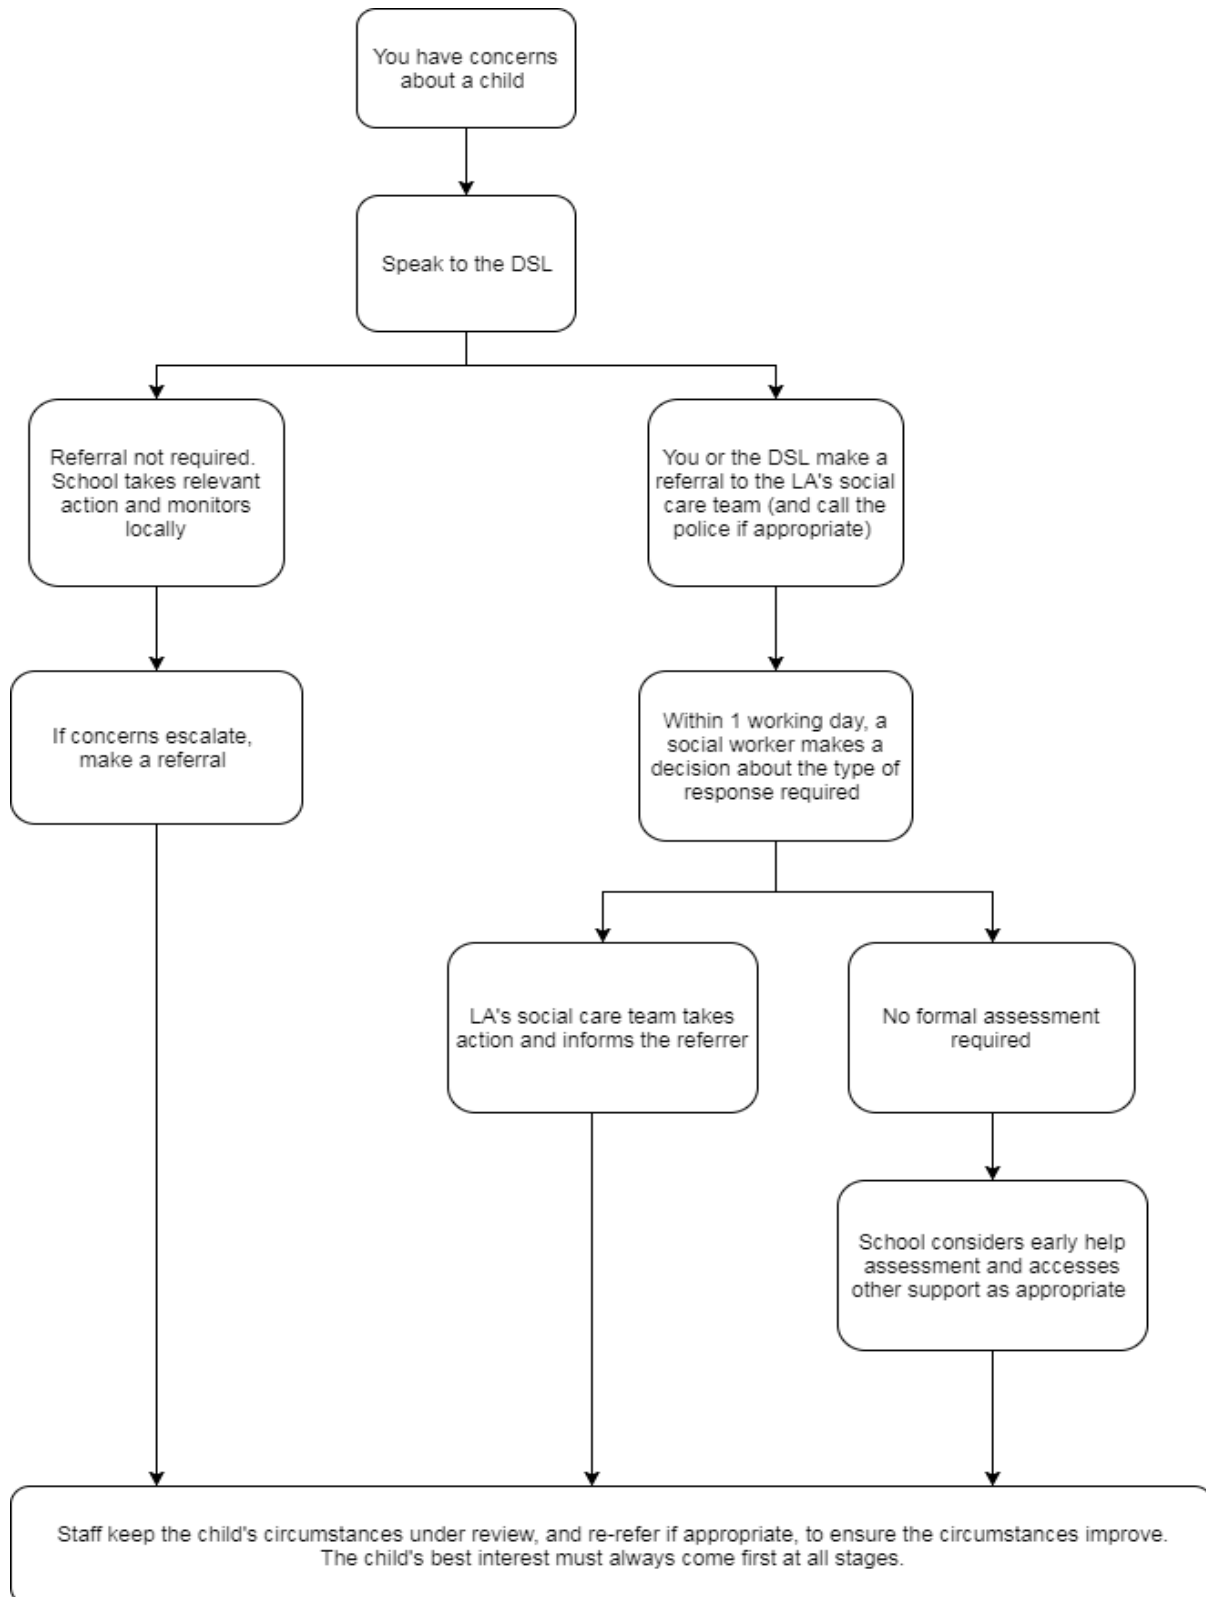 You have concerns
about a child
Speak to the DSL
Referral not required.
School takes relevant
action and monitors
locally
You or the DSL make a
referral to the LA's social
care team (and call the
police if appropriate)
If concerns escalate,
make a referral
Within 1 working day, a
social worker makes a
decision about the type of
response required
LA's social care team takes
action and informs the referrer
No formal assessment
required
School considers early help
assessment and accesses
other support as appropriate
Staff keep the child's circumstances under review, and re-refer if appropriate, to ensure the circumstances improve.
The child's best interest must always come first at all stages.